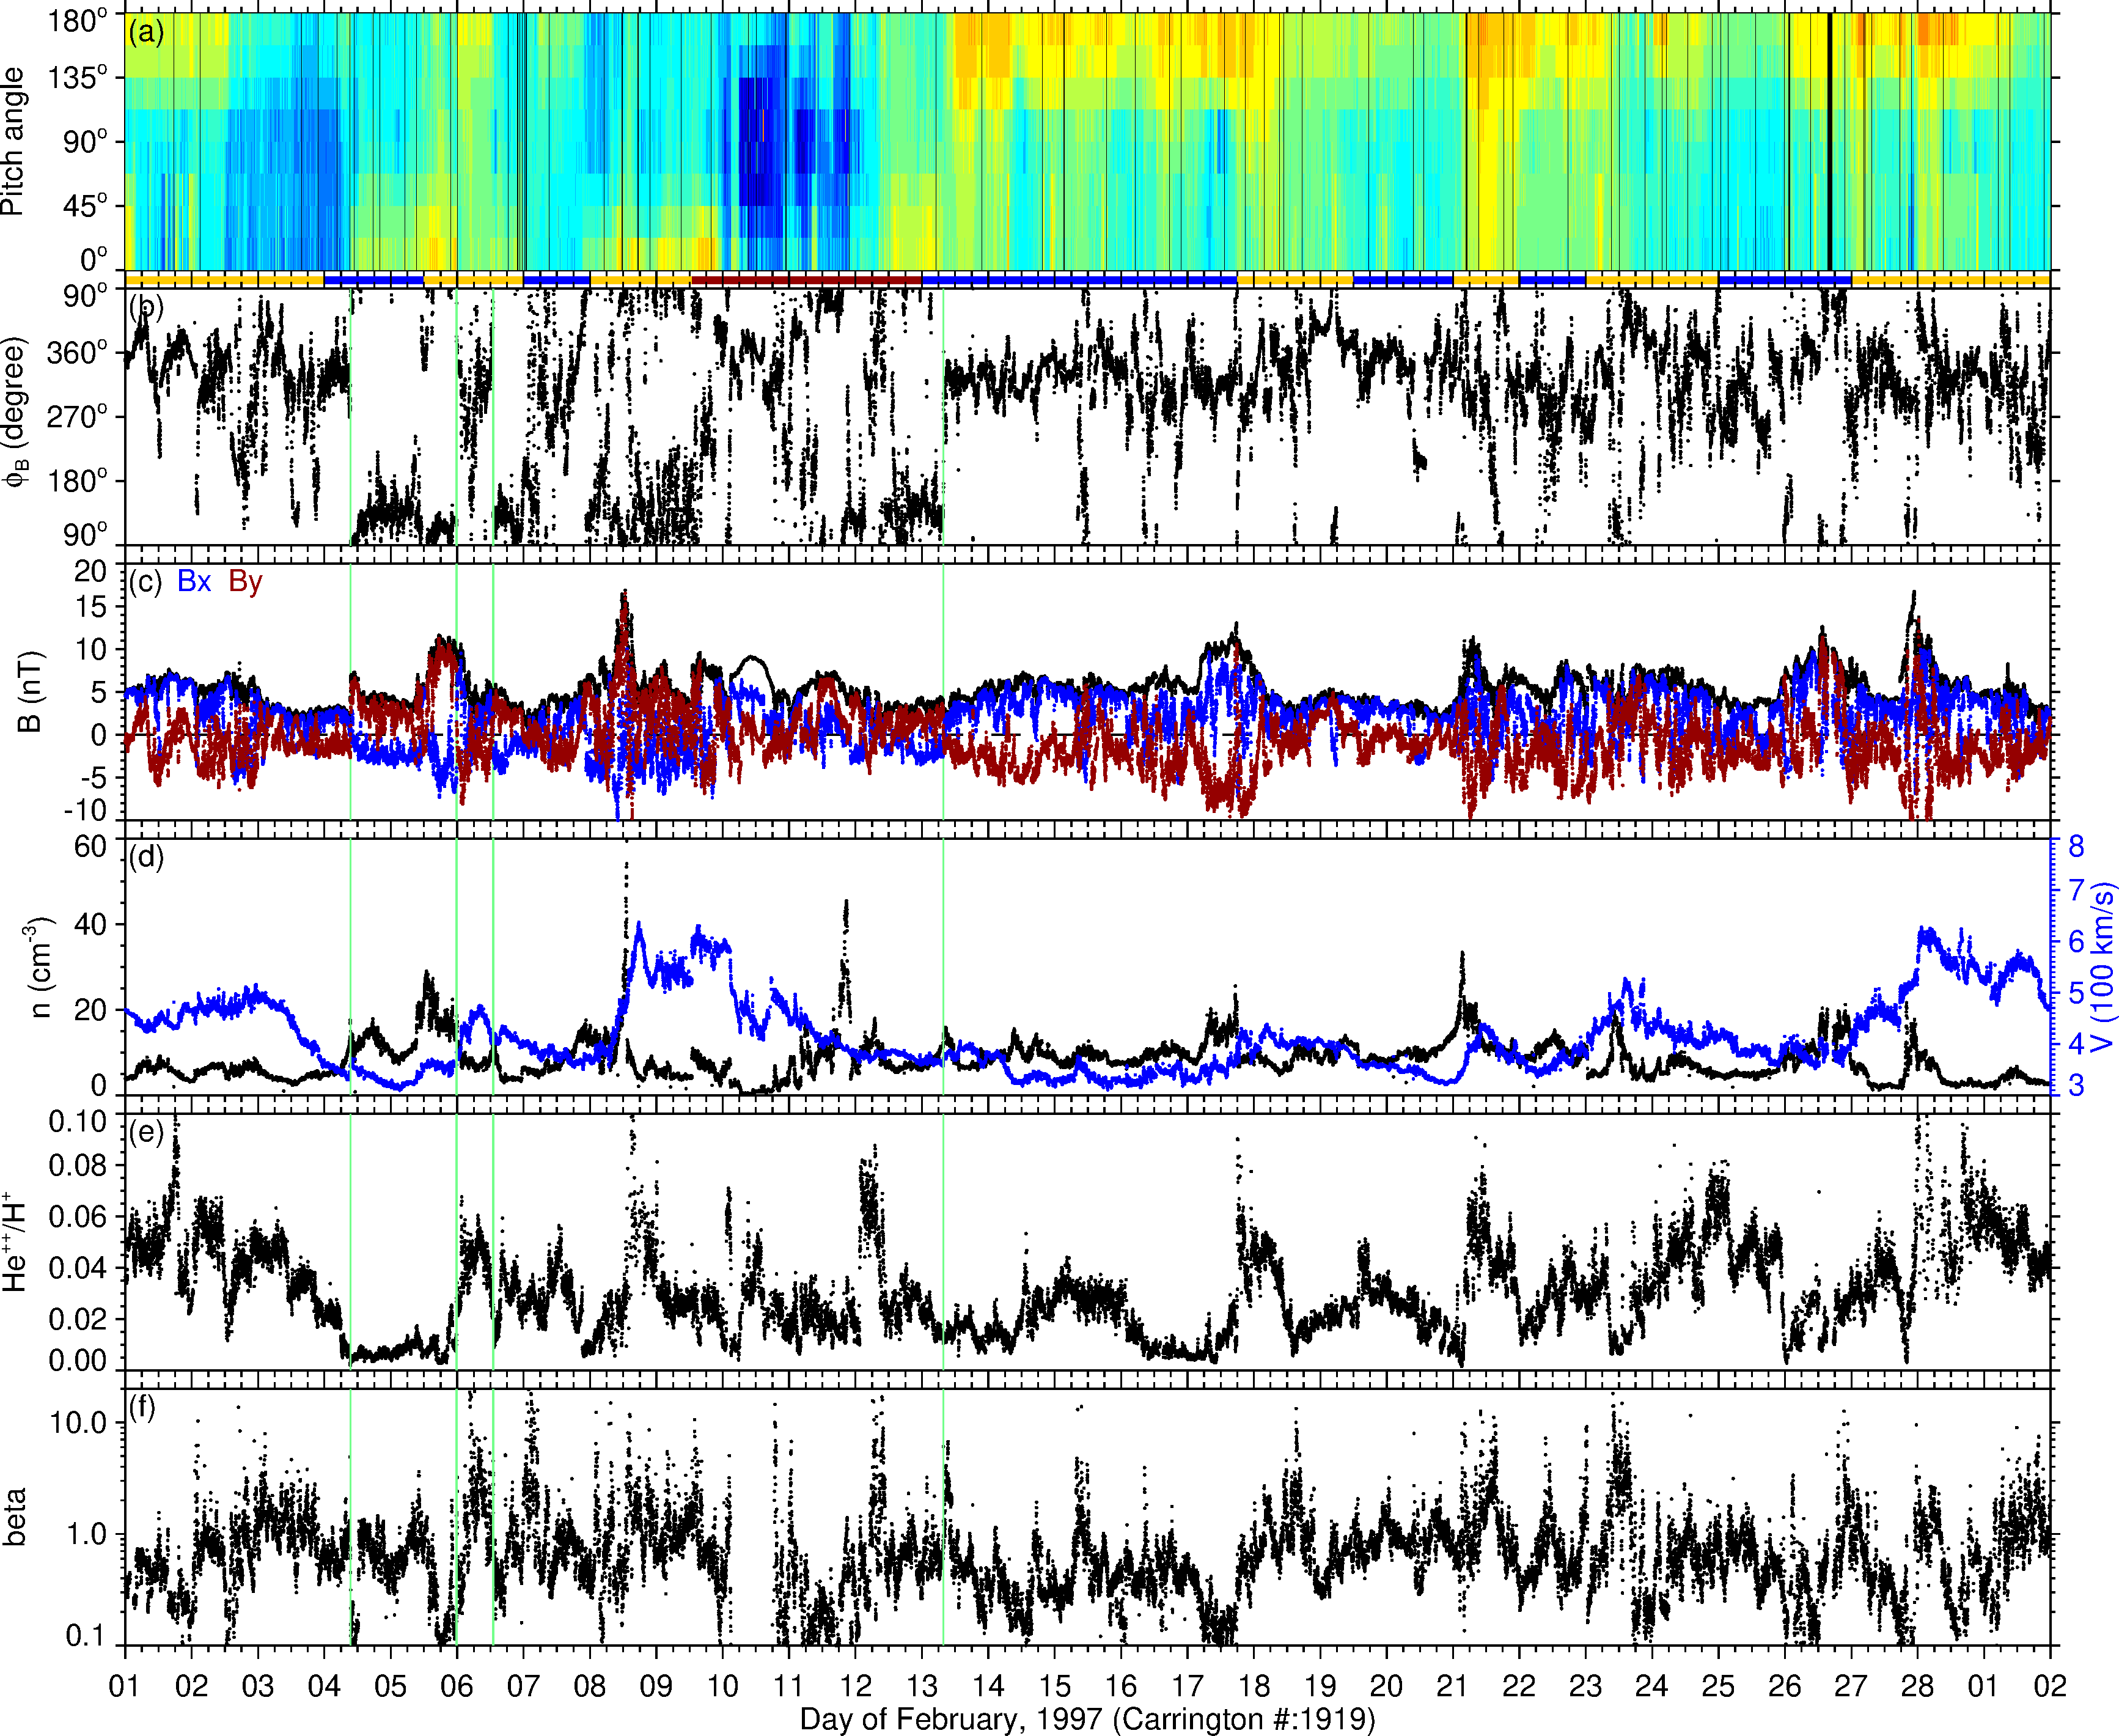 (a)
Pitch angle
180°
135°
90°
45°
0°
(b)
ϕB (degree)
90°
360°
270°
180°
90°
(c) Bx By
B (nT)
20
15
10
5
0
-5
-10
(d)
n (cm-3)
60
40
20
0
8
7
6
5
4
3
V (100 km/s)
(e)
He++/H+
0.10
0.08
0.06
0.04
0.02
0.00
(f)
beta
10.0
1.0
0.1
01 02 03 04 05 06 07 08 09 10 11 12 13 14 15 16 17 18 19 20 21 22 23 24 25 26 27 28 01 02
Day of February, 1997 (Carrington #:1919)